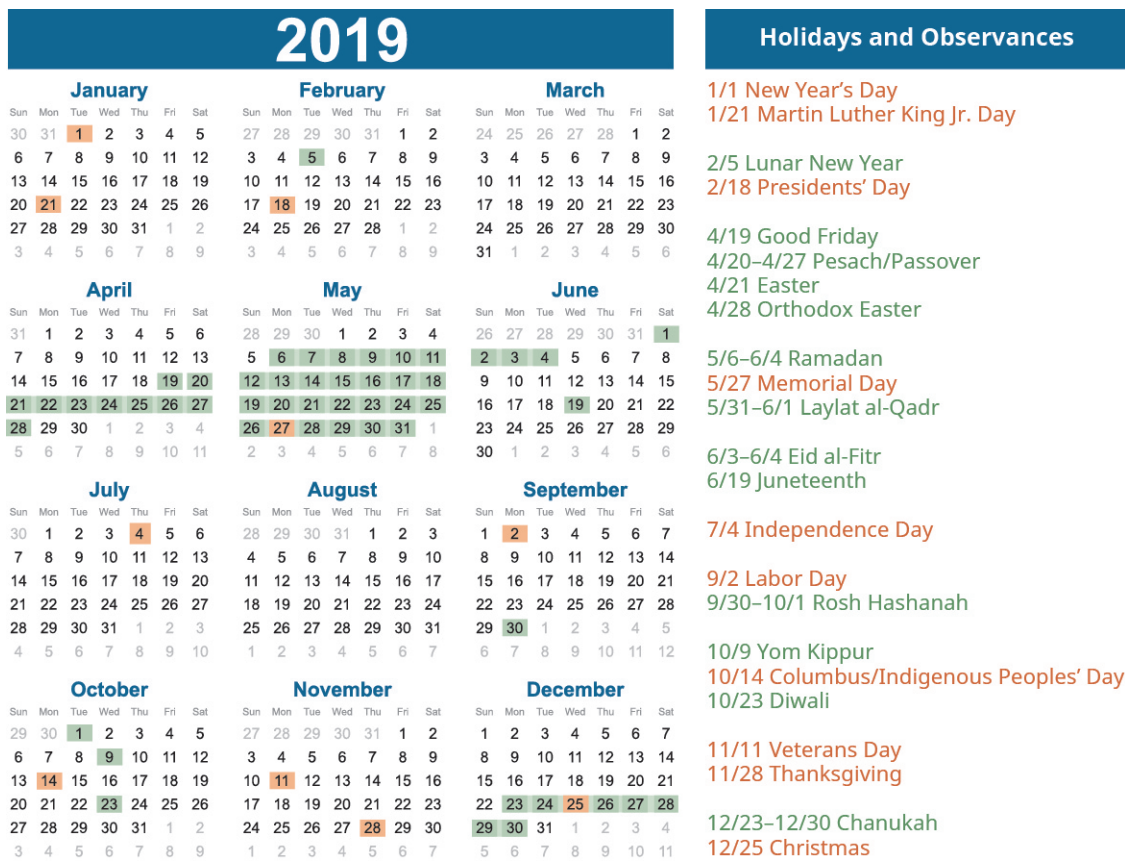 2019
January
Sun Mon Tue Wed Thu Fri Sat
30 31 1 2 3 4 5
6 7 8 9 10 11 12
13 14 15 16 17 18 19
20 21 22 23 24 25 26
27 28 29 30 31 1 2
3 4 5 6 7 8 9
February
Sun Mon Tue Wed Thu Fri Sat
27 28 29 30 31 1 2
3 4 5 6 7 8 9
10 11 12 13 14 15 16
17 18 19 20 21 22 23
24 25 26 27 28 1 2
3 4 5 6 7 8 9
March
Sun Mon Tue Wed Thu Fri Sat
24 25 26 27 28 1 2
3 4 5 6 7 8 9
10 11 12 13 14 15 16
17 18 19 20 21 22 23
24 25 26 27 28 29 30
31 1 2 3 4 5 6
April
Sun Mon Tue Wed Thu Fri Sat
31 1 2 3 4 5 6
7 8 9 10 11 12 13
14 15 16 17 18 19 20
21 22 23 24 25 26 27
28 29 30 1 2 3 4
5 6 7 8 9 10 11
May
Sun Mon Tue Wed Thu Fri Sat
28 29 30 1 2 3 4
5 6 7 8 9 10 11
12 13 14 15 16 17 18
19 20 21 22 23 24 25
26 27 28 29 30 31 1
2 3 4 5 6 7 8
June
Sun Mon Tue Wed Thu Fri Sat
26 27 28 29 30 31 1
2 3 4 5 6 7 8
9 10 11 12 13 14 15
16 17 18 19 20 21 22
23 24 25 26 27 28 29
30 1 2 3 4 5 6
July
Sun Mon Tue Wed Thu Fri Sat
30 1 2 3 4 5 6
7 8 9 10 11 12 13
14 15 16 17 18 19 20
21 22 23 24 25 26 27
28 29 30 31 1 2 3
4 5 6 7 8 9 10
August
Sun Mon Tue Wed Thu Fri Sat
28 29 30 31 1 2 3
4 5 6 7 8 9 10
11 12 13 14 15 16 17
18 19 20 21 22 23 24
25 26 27 28 29 30 31
1 2 3 4 5 6 7
September
Sun Mon Tue Wed Thu Fri Sat
1 2 3 4 5 6 7
8 9 10 11 12 13 14
15 16 17 18 19 20 21
22 23 24 25 26 27 28
29 30 1 2 3 4 5
6 7 8 9 10 11 12
October
Sun Mon Tue Wed Thu Fri Sat
29 30 1 2 3 4 5
6 7 8 9 10 11 12
13 14 15 16 17 18 19
20 21 22 23 24 25 26
27 28 29 30 31 1 2
3 4 5 6 7 8 9
November
Sun Mon Tue Wed Thu Fri Sat
27 28 29 30 31 1 2
3 4 5 6 7 8 9
10 11 12 13 14 15 16
17 18 19 20 21 22 23
24 25 26 27 28 29 30
1 2 3 4 5 6 7
December
Sun Mon Tue Wed Thu Fri Sat
1 2 3 4 5 6 7
8 9 10 11 12 13 14
15 16 17 18 19 20 21
22 23 24 25 26 27 28
29 30 31 1 2 3 4
5 6 7 8 9 10 11
Holidays and Observances
1/1 New Year’s Day
1/21 Martin Luther King Jr. Day
2/5 Lunar New Year
2/18 Presidents’ Day
4/19 Good Friday
4/20–4/27 Pesach/Passover
4/21 Easter
4/28 Orthodox Easter
5/6–6/4 Ramadan
5/27 Memorial Day
5/31–6/1 Laylat al-Qadr
6/3–6/4 Eid al-Fitr
6/19 Juneteenth
7/4 Independence Day
9/2 Labor Day
9/30–10/1 Rosh Hashanah
10/9 Yom Kippur
10/14 Columbus/Indigenous Peoples’ Day
10/23 Diwali
11/11 Veterans Day
11/28 Thanksgiving
12/23–12/30 Chanukah
12/25 Christmas